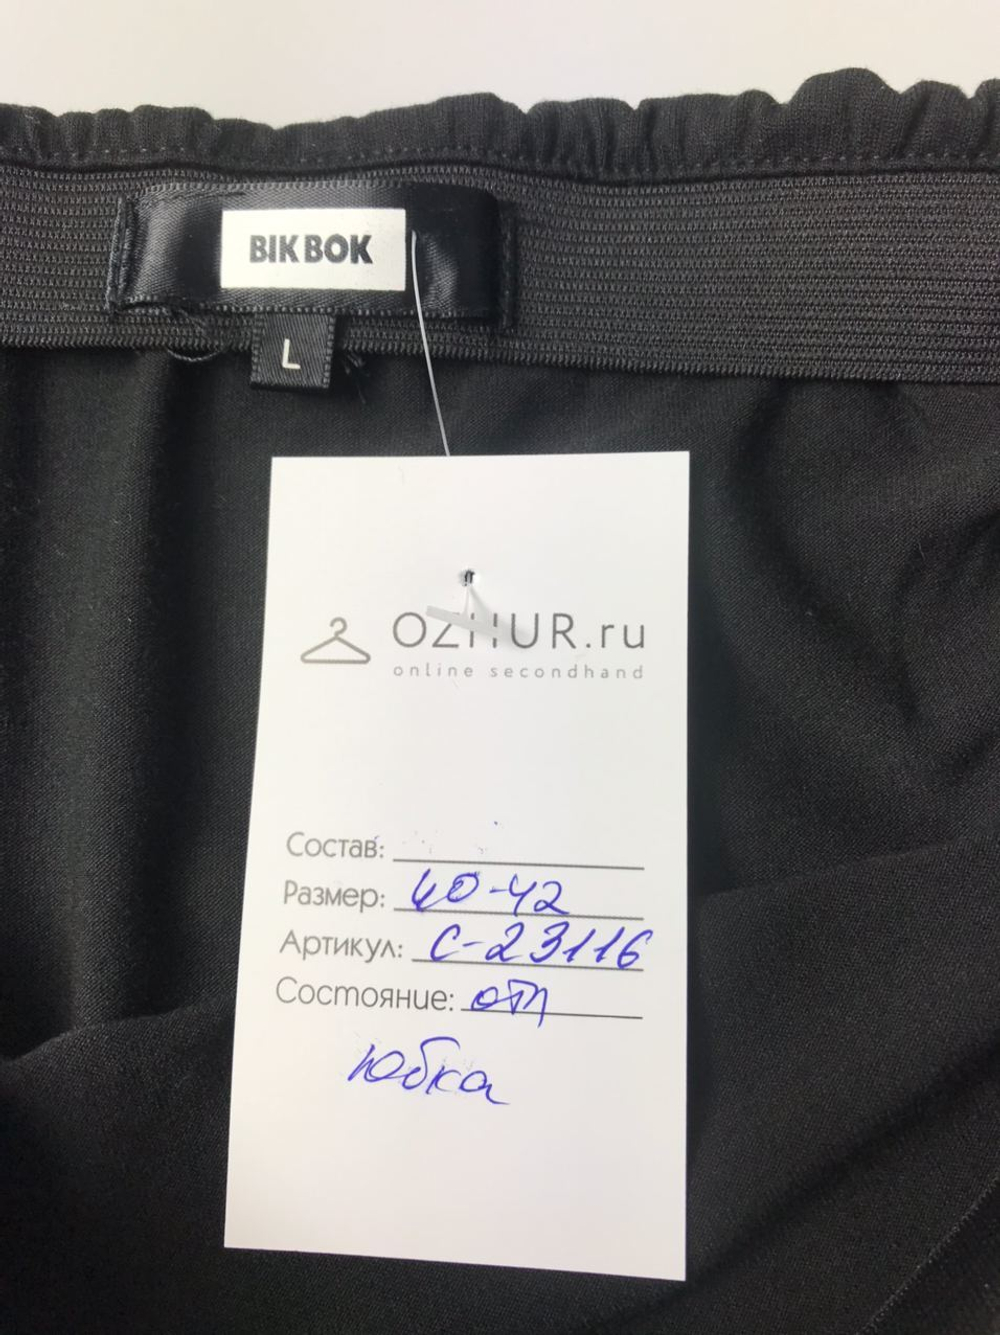 BIK BOK
L
OZHUR.ru
online secondhand
Состав:
Размер: 40-42
Артикул: С-23116
Состояние: отл
юбка